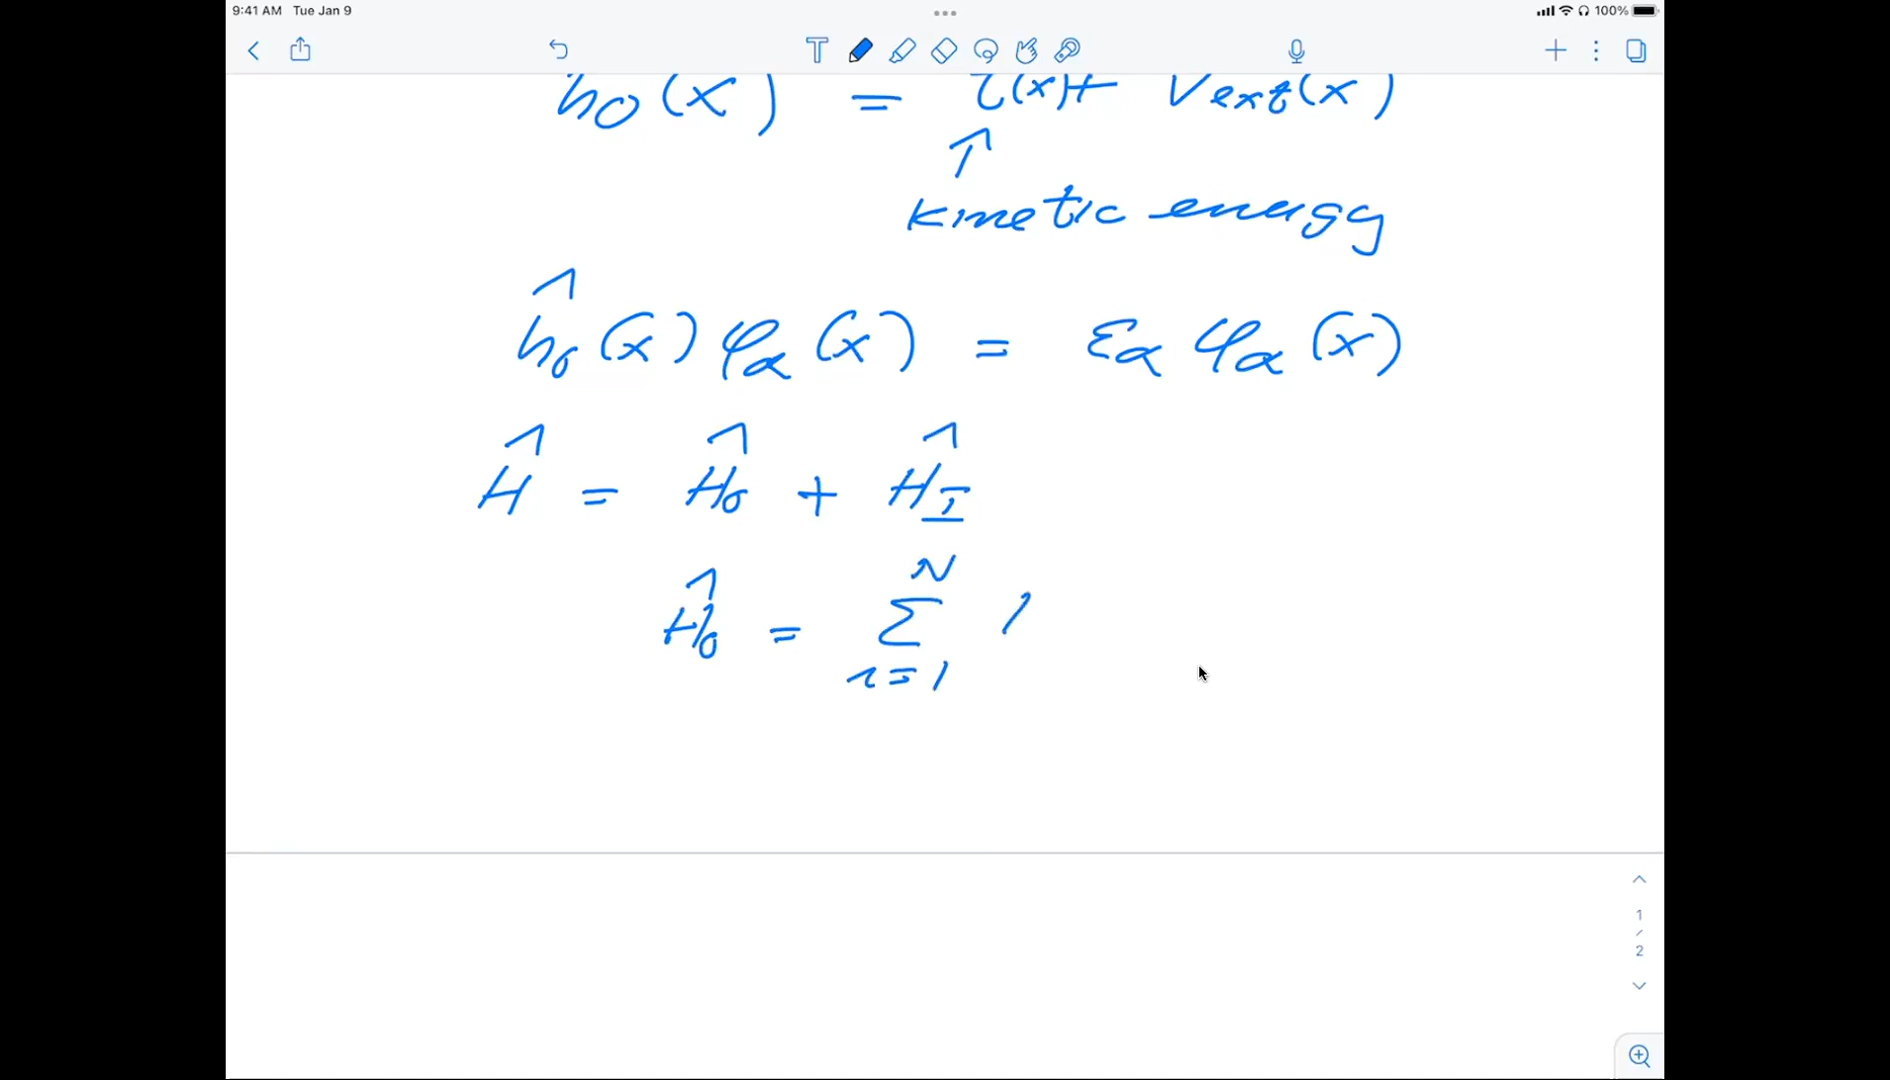 9:41 AM Tue Jan 9
100%
T
h₀(x) = t(x) + Vext(x)
↑
kinetic energy
ĥ₀(x) φα(x) = εα φα(x)
Ĥ = Ĥ₀ + ĤI
Ĥ₀ = Σ_{i=1}^{N}
1
/
2